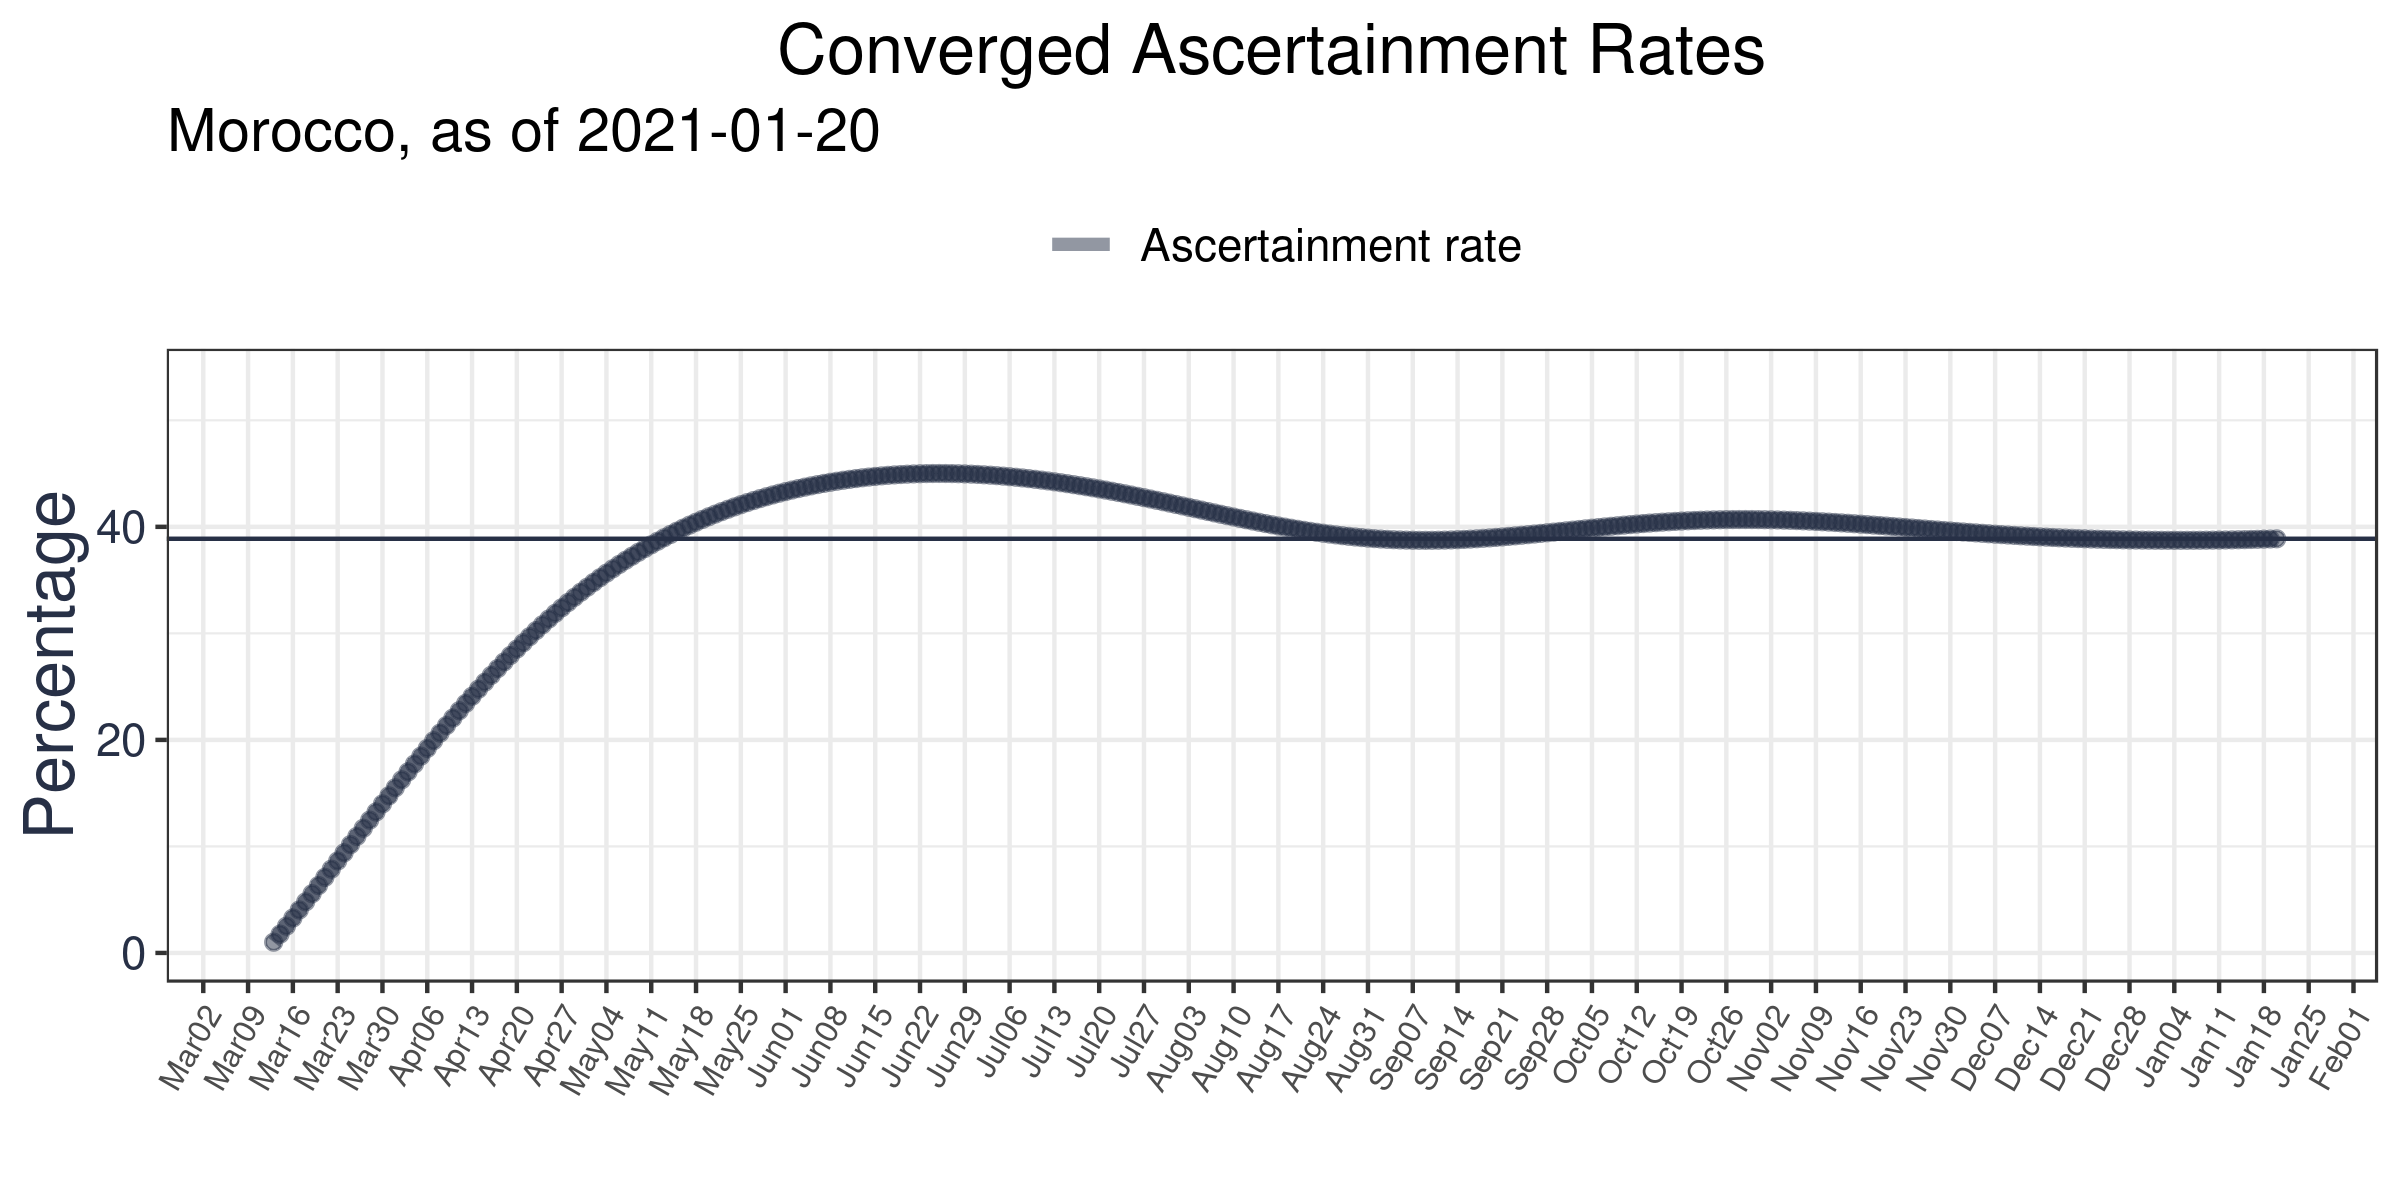 Converged Ascertainment Rates
Morocco, as of 2021-01-20
Ascertainment rate
Percentage
40
20
0
Mar02 Mar09 Mar16 Mar23 Mar30 Apr06 Apr13 Apr20 Apr27 May04 May11 May18 May25 Jun01 Jun08 Jun15 Jun22 Jun29 Jul06 Jul13 Jul20 Jul27 Aug03 Aug10 Aug17 Aug24 Aug31 Sep07 Sep14 Sep21 Sep28 Oct05 Oct12 Oct19 Oct26 Nov02 Nov09 Nov16 Nov23 Nov30 Dec07 Dec14 Dec21 Dec28 Jan04 Jan11 Jan18 Jan25 Feb01